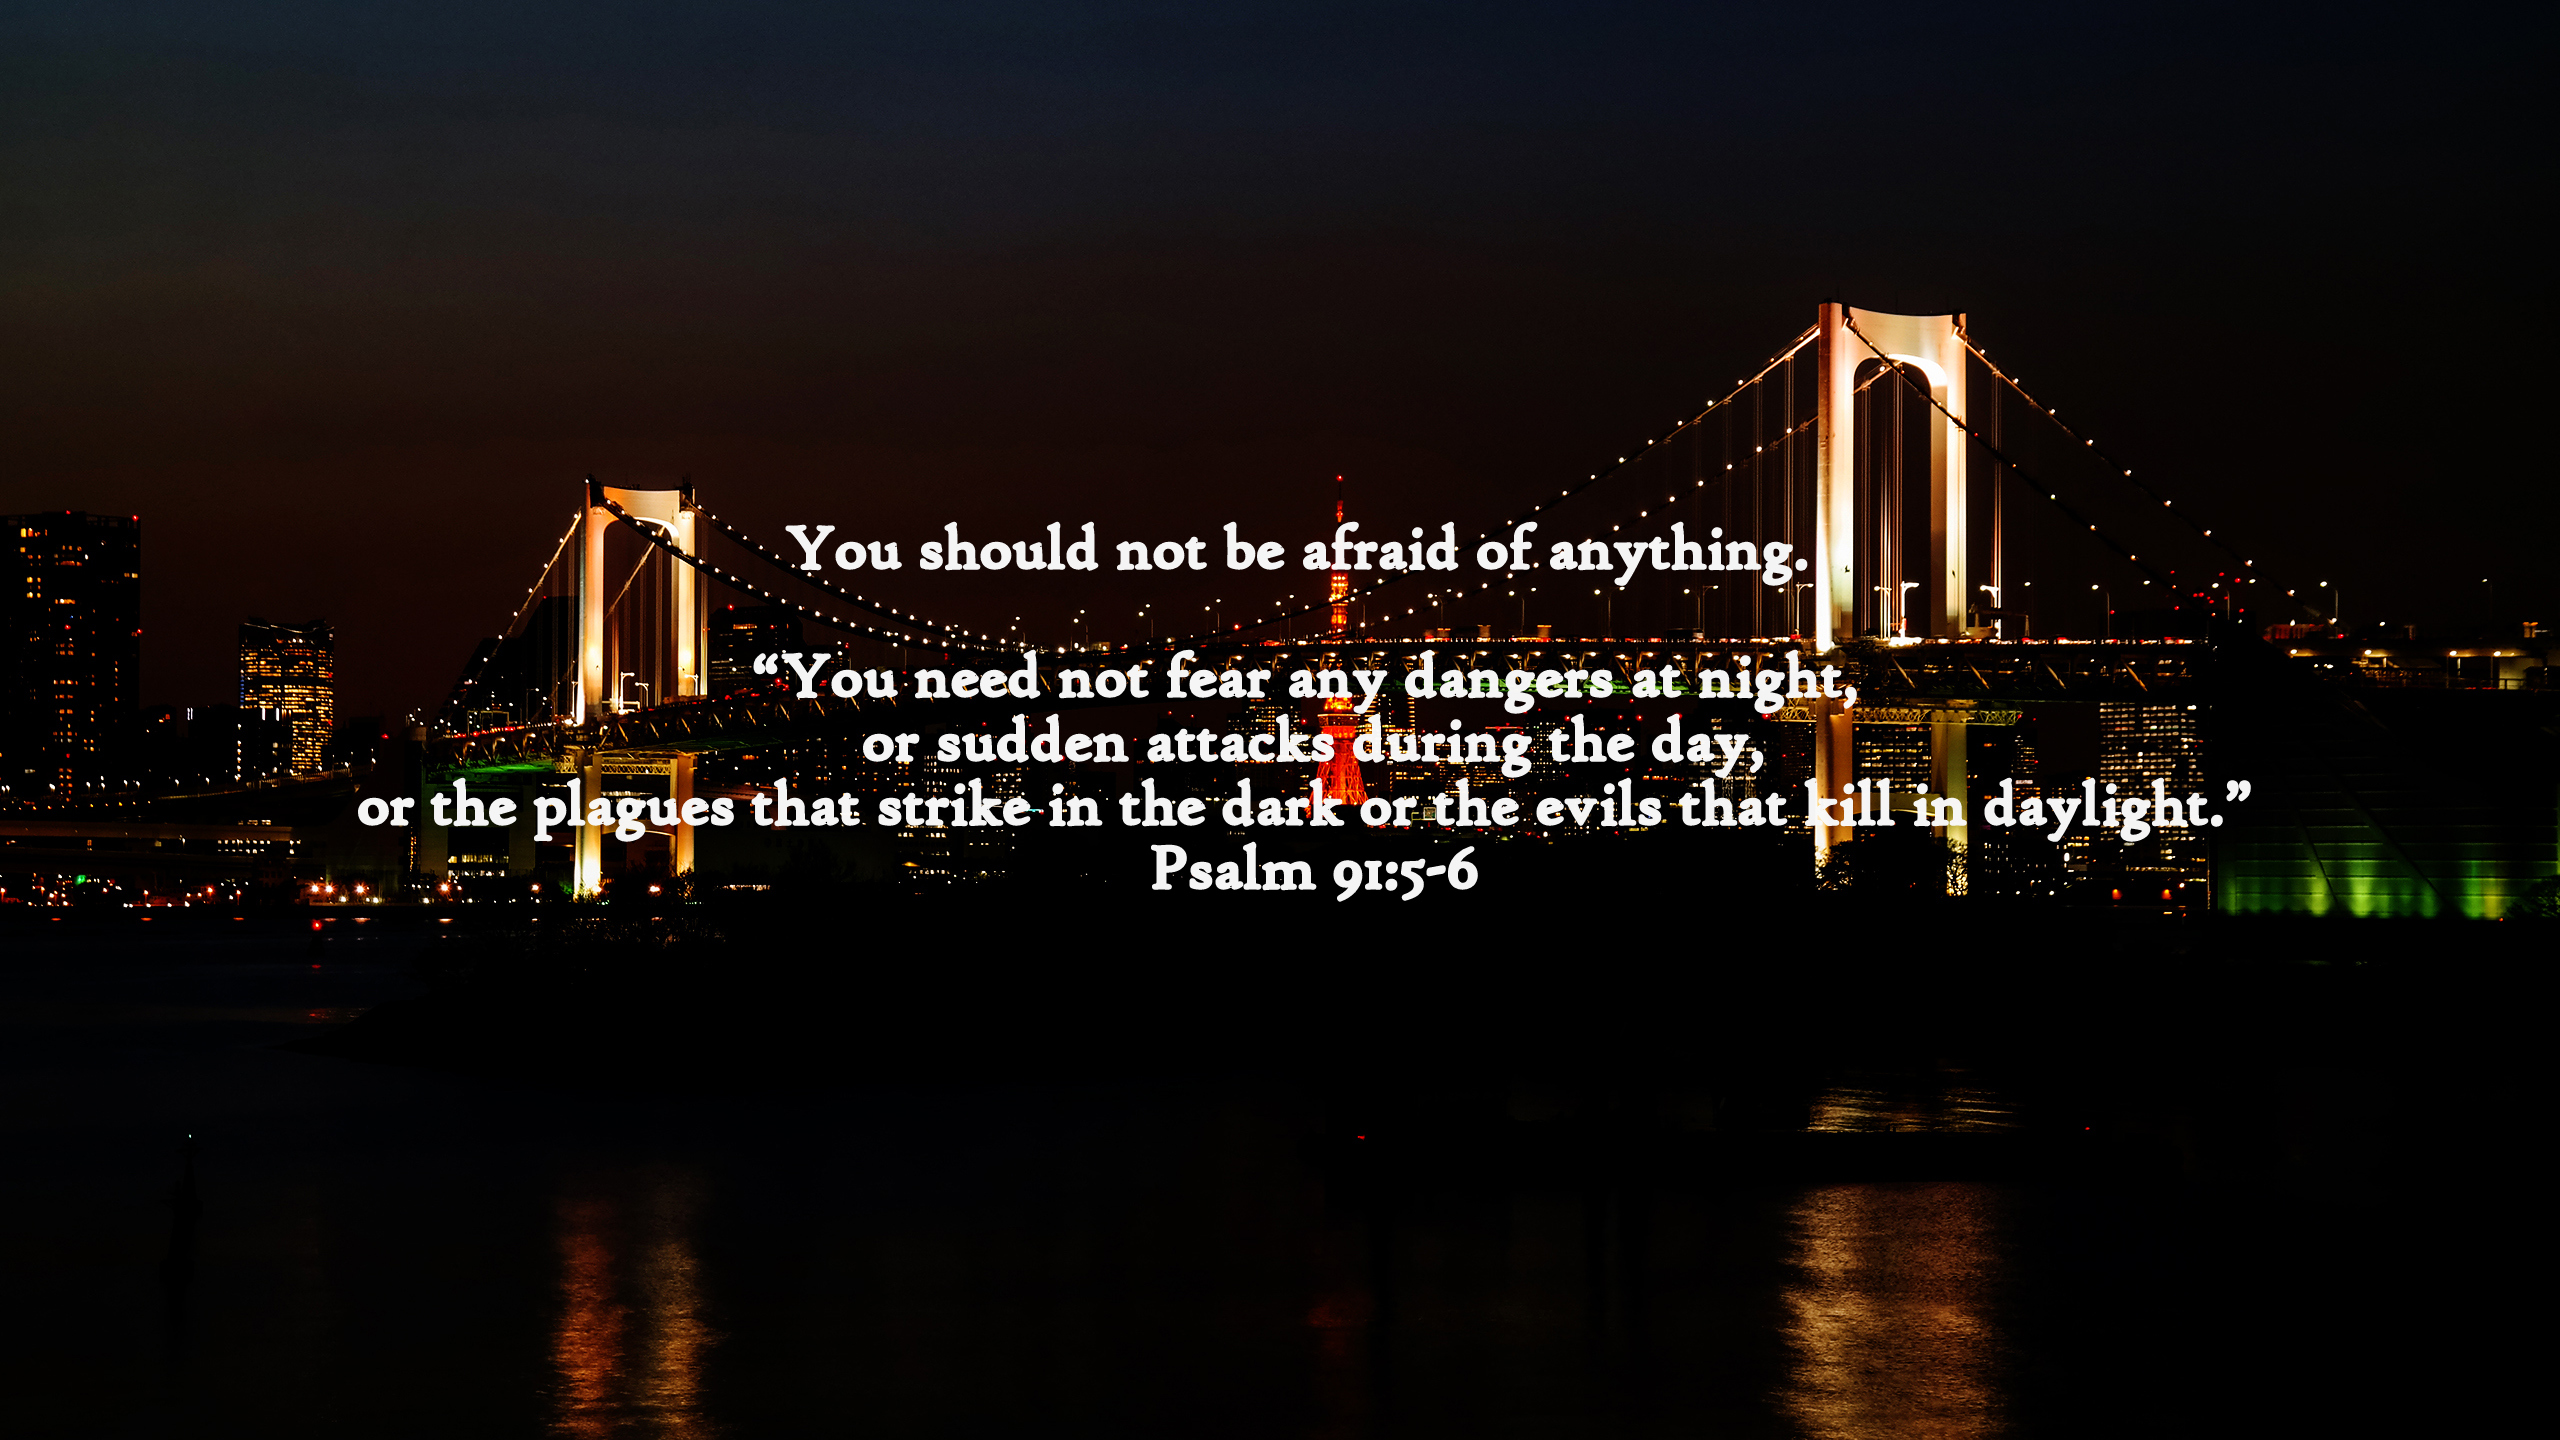 You should not be afraid of anything.
“You need not fear any dangers at night,
or sudden attacks during the day,
or the plagues that strike in the dark or the evils that kill in daylight.”
Psalm 91:5-6